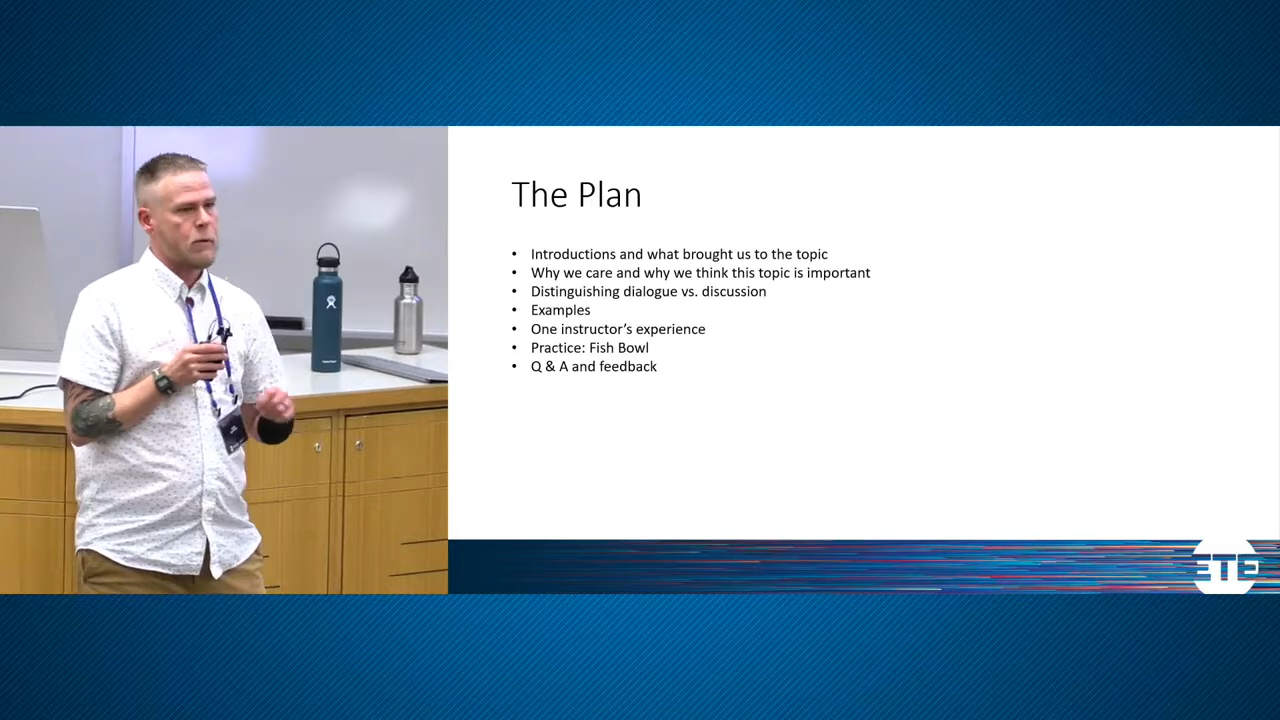 The Plan
• Introductions and what brought us to the topic
• Why we care and why we think this topic is important
• Distinguishing dialogue vs. discussion
• Examples
• One instructor's experience
• Practice: Fish Bowl
• Q & A and feedback
ETE